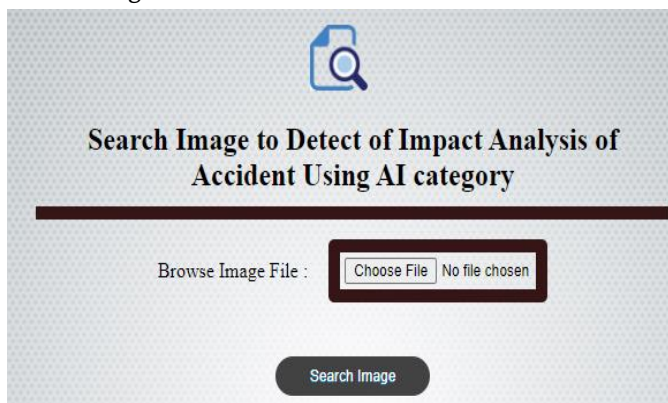 Search Image to Detect of Impact Analysis of
Accident Using AI category
Browse Image File :
Choose File No file chosen
Search Image